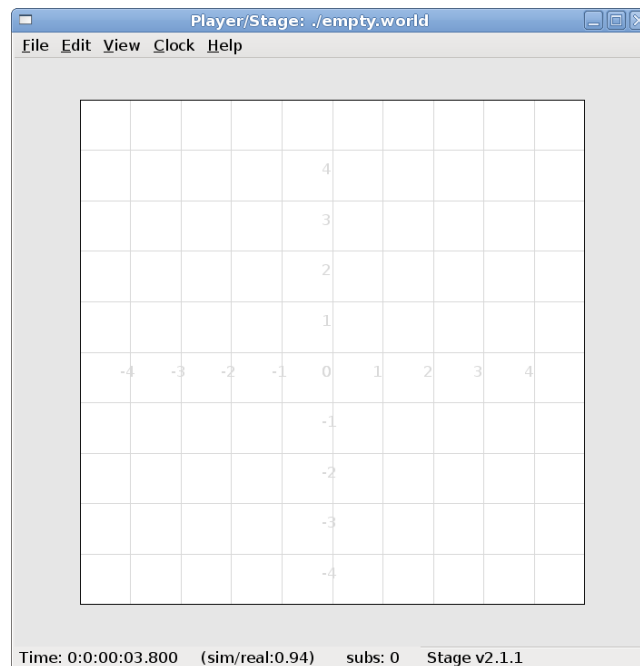 Player/Stage: ./empty.world
File Edit View Clock Help
4
3
2
1
-4 -3 -2 -1 0 1 2 3 4
-1
-2
-3
-4
Time: 0:0:00:03.800 (sim/real:0.94) subs: 0 Stage v2.1.1